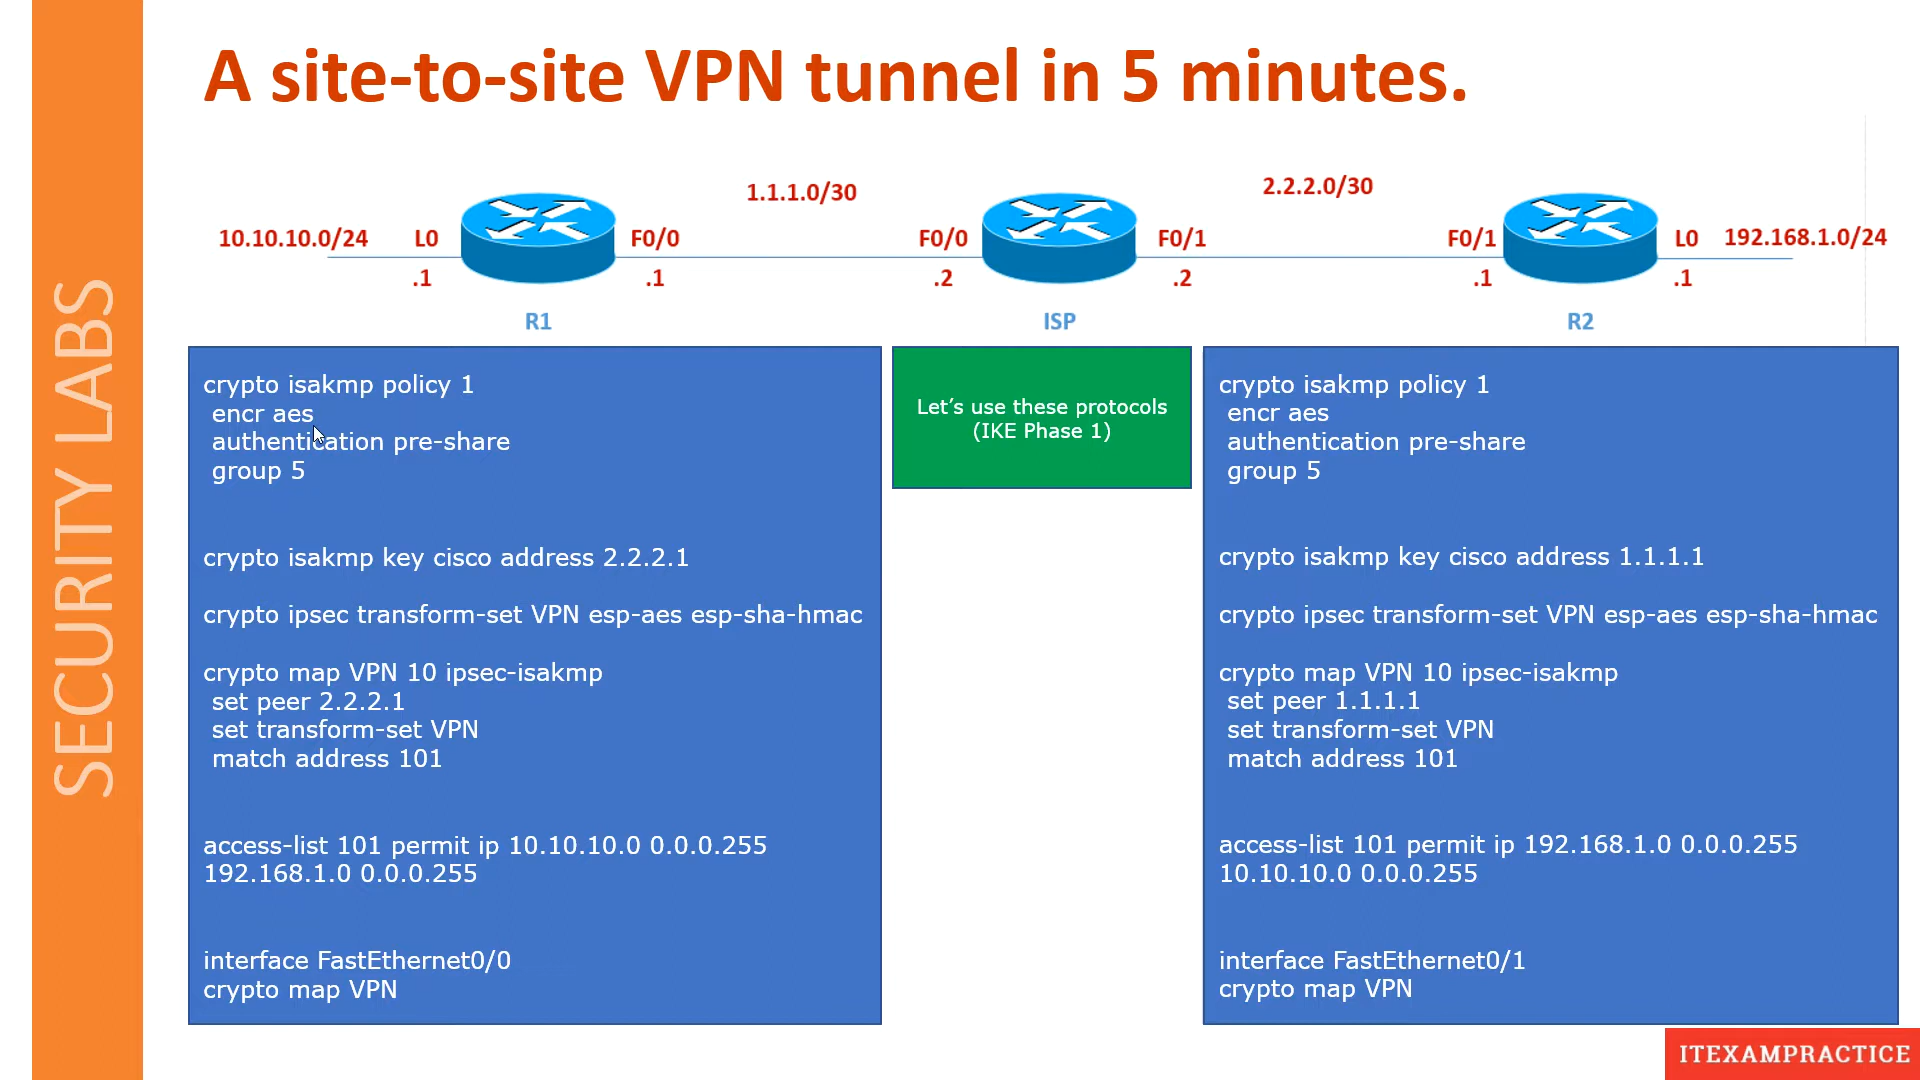 SECURITY LABS
A site-to-site VPN tunnel in 5 minutes.
1.1.1.0/30
2.2.2.0/30
10.10.10.0/24 L0 F0/0 F0/0 F0/1 F0/1 L0 192.168.1.0/24
.1 .1 .2 .2 .1 .1
R1 ISP R2
crypto isakmp policy 1
encr aes
authentication pre-share
group 5
crypto isakmp key cisco address 2.2.2.1
crypto ipsec transform-set VPN esp-aes esp-sha-hmac
crypto map VPN 10 ipsec-isakmp
set peer 2.2.2.1
set transform-set VPN
match address 101
access-list 101 permit ip 10.10.10.0 0.0.0.255
192.168.1.0 0.0.0.255
interface FastEthernet0/0
crypto map VPN
Let’s use these protocols
(IKE Phase 1)
crypto isakmp policy 1
encr aes
authentication pre-share
group 5
crypto isakmp key cisco address 1.1.1.1
crypto ipsec transform-set VPN esp-aes esp-sha-hmac
crypto map VPN 10 ipsec-isakmp
set peer 1.1.1.1
set transform-set VPN
match address 101
access-list 101 permit ip 192.168.1.0 0.0.0.255
10.10.10.0 0.0.0.255
interface FastEthernet0/1
crypto map VPN
ITEXAMPRACTICE